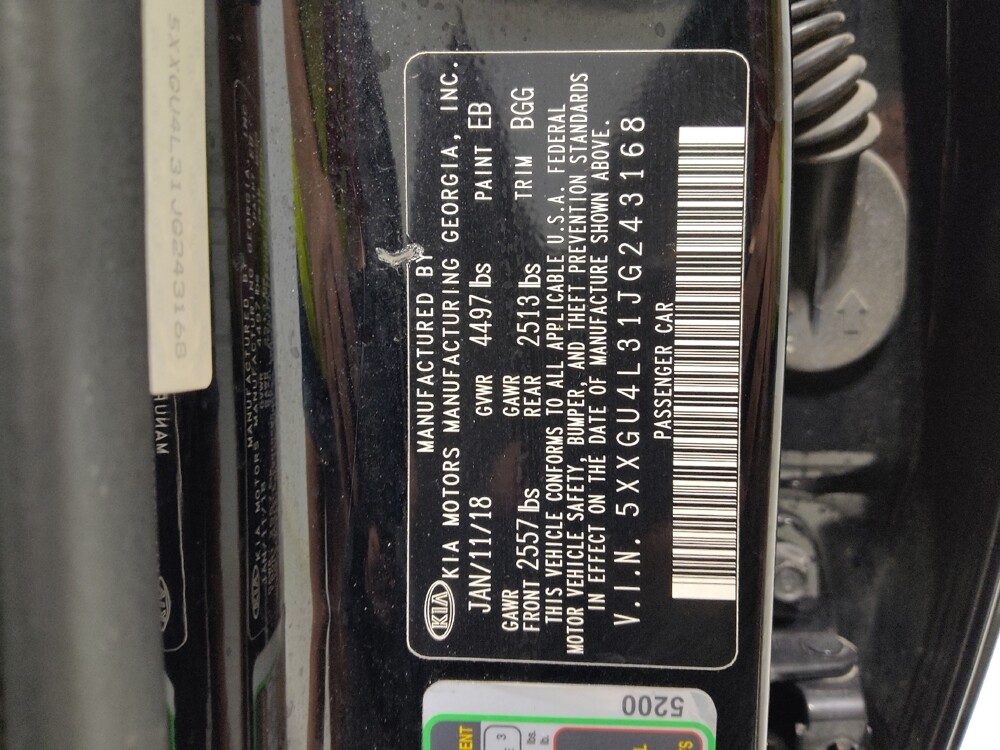 MANUFACTURED BY
KIA KIA MOTORS MANUFACTURING GEORGIA, INC.
JAN/11/18 GVWR 4497 lbs PAINT EB
GAWR FRONT 2557 lbs GAWR REAR 2513 lbs TRIM BGG
THIS VEHICLE CONFORMS TO ALL APPLICABLE U.S.A. FEDERAL
MOTOR VEHICLE SAFETY, BUMPER, AND THEFT PREVENTION STANDARDS
IN EFFECT ON THE DATE OF MANUFACTURE SHOWN ABOVE.
V.I.N. 5XXGU4L31JG243168
PASSENGER CAR
5200
5XXGU4L31JG243168